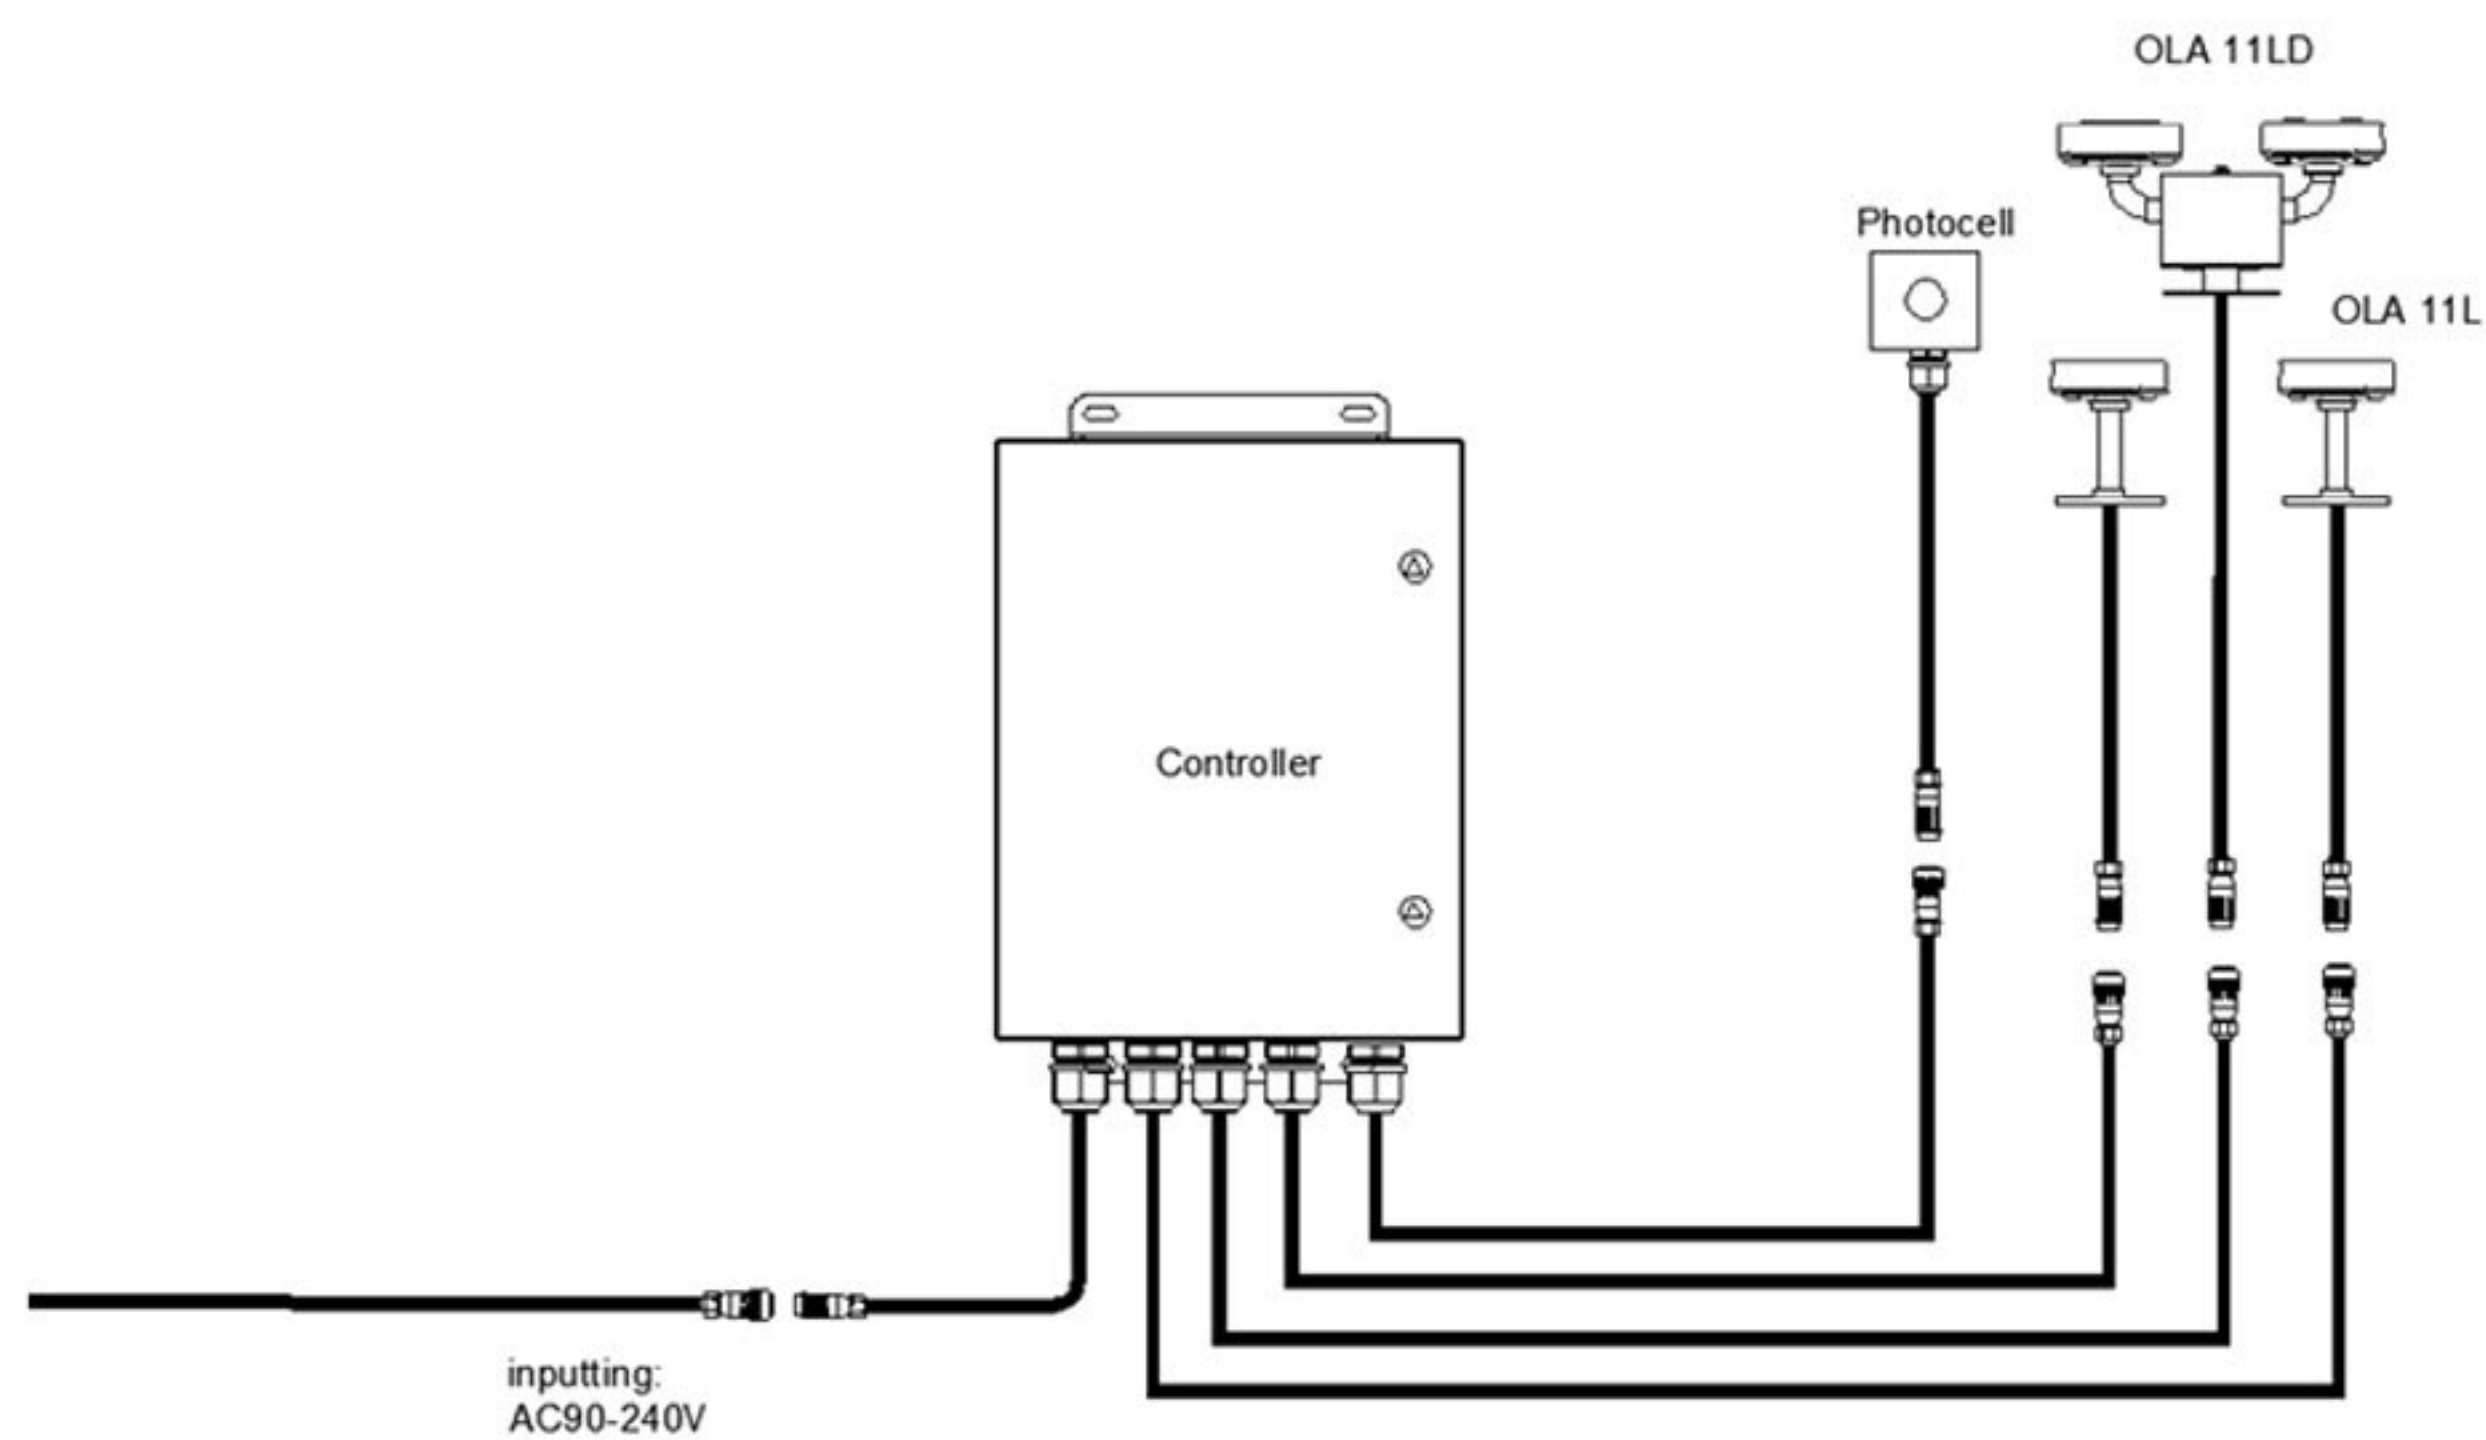 OLA 11LD
Photocell
OLA 11L
Controller
inputting:
AC90-240V